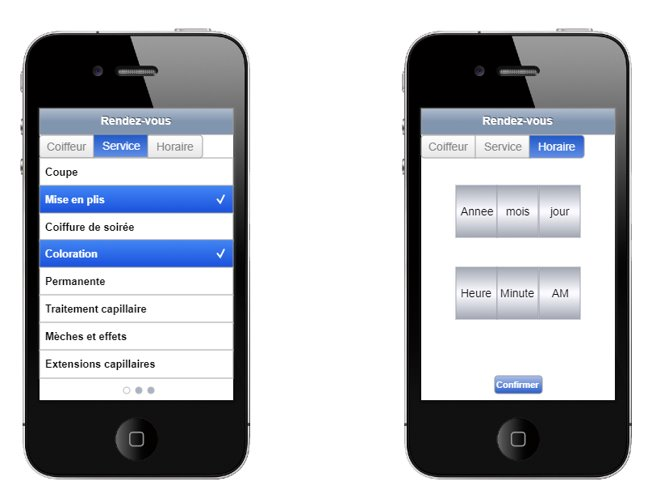 Rendez-vous
Coiffeur Service Horaire
Coupe
Mise en plis
Coiffure de soirée
Coloration
Permanente
Traitement capillaire
Mèches et effets
Extensions capillaires
Rendez-vous
Coiffeur Service Horaire
Annee mois jour
Heure Minute AM
Confirmer